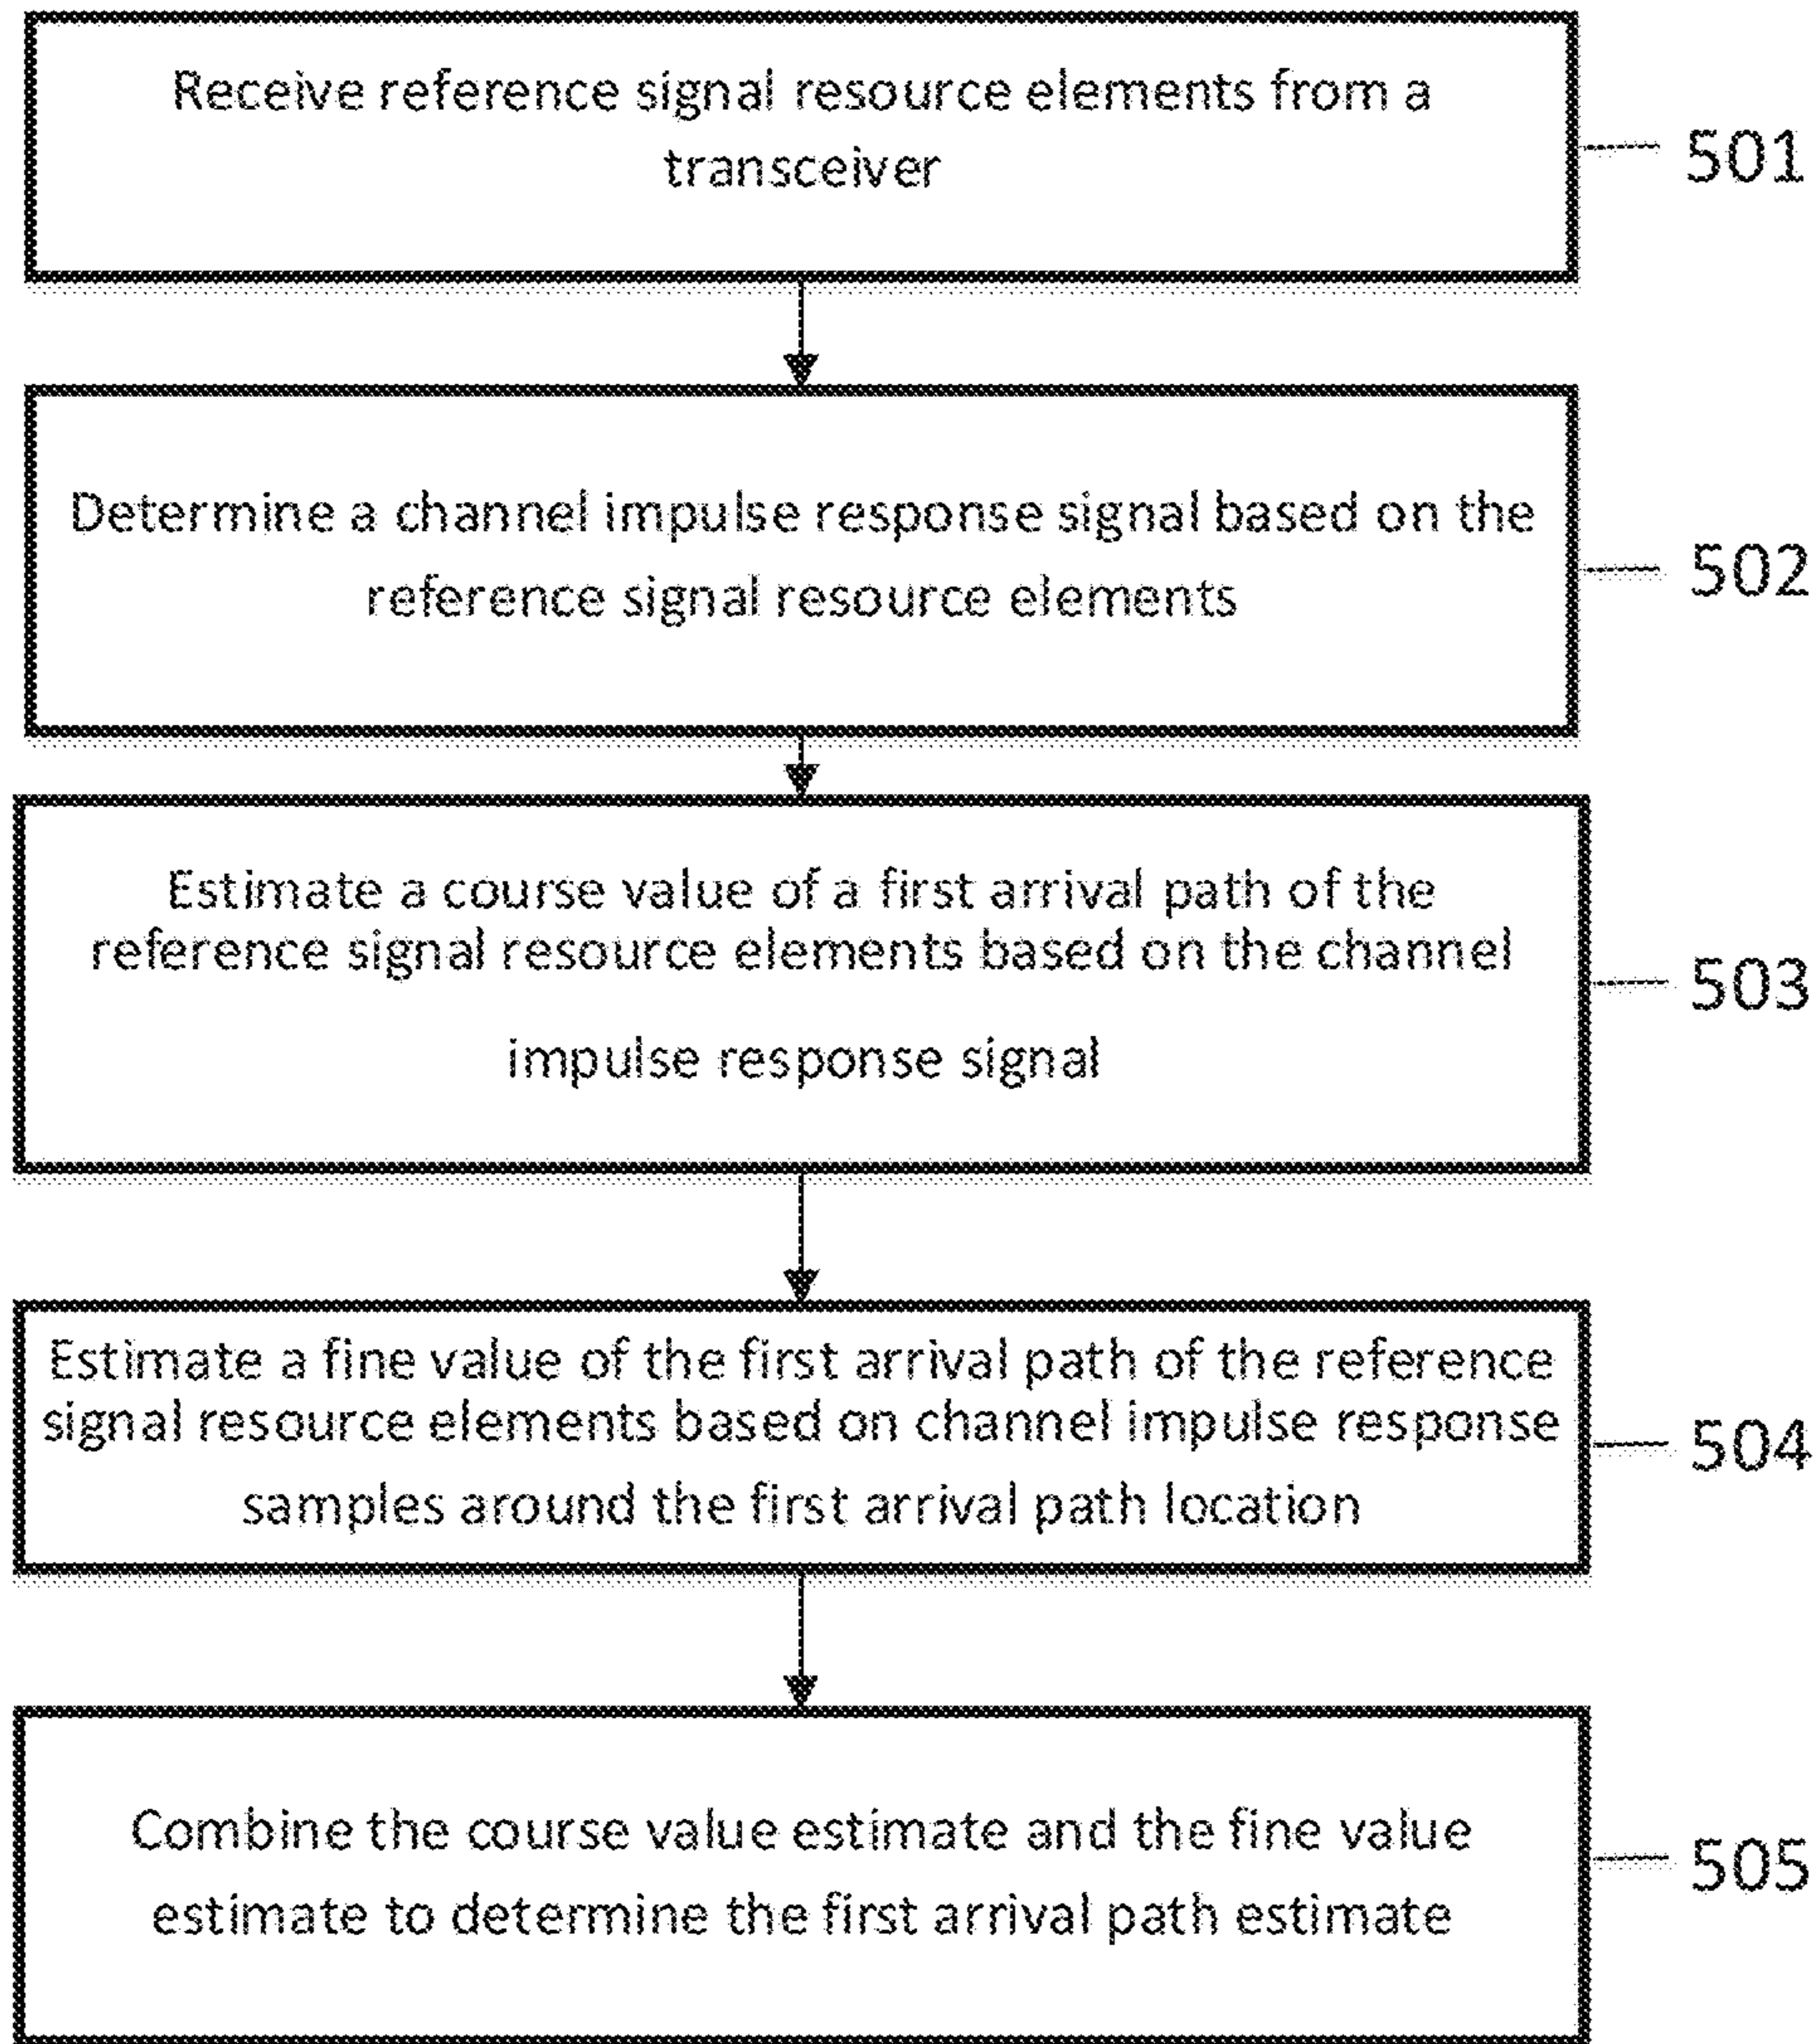 Receive reference signal resource elements from a
transceiver
501
Determine a channel impulse response signal based on the
reference signal resource elements
502
Estimate a course value of a first arrival path of the
reference signal resource elements based on the channel
impulse response signal
503
Estimate a fine value of the first arrival path of the reference
signal resource elements based on channel impulse response
samples around the first arrival path location
504
Combine the course value estimate and the fine value
estimate to determine the first arrival path estimate
505